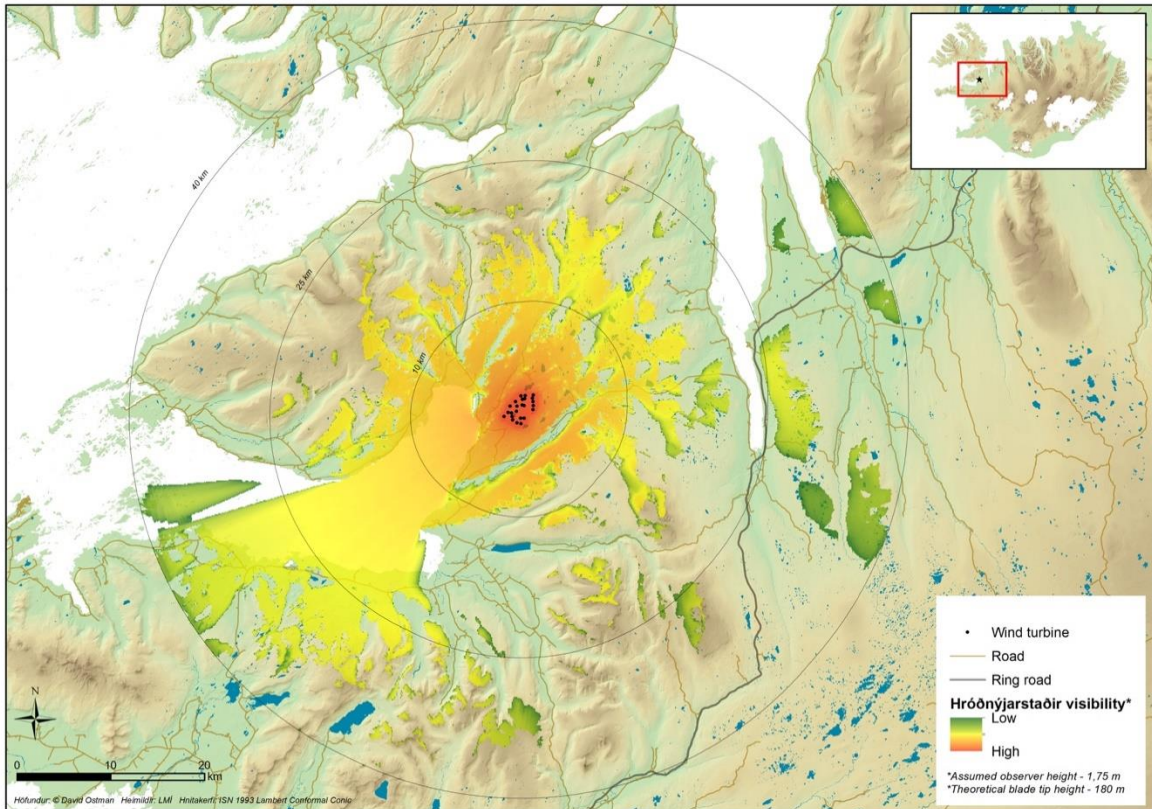 40 km
25 km
10 km
N
0 10 20
km
Wind turbine
Road
Ring road
Hróðnýjarstaðir visibility*
Low
High
*Assumed observer height - 1,75 m
*Theoretical blade tip height - 180 m
Höfundur: © David Ostman Heimildir: LMÍ Hnitakerfi: ISN 1993 Lambert Conformal Conic